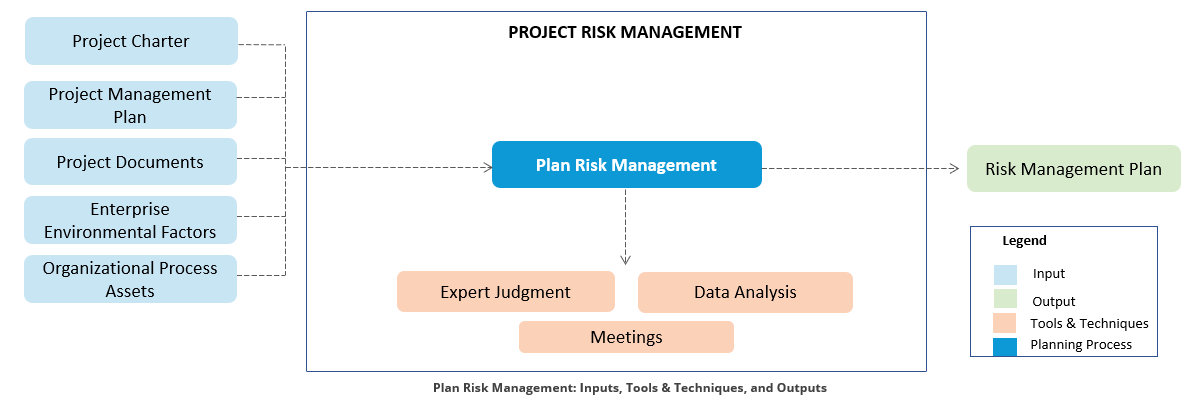 Project Charter
Project Management
Plan
Project Documents
Enterprise
Environmental Factors
Organizational Process
Assets
PROJECT RISK MANAGEMENT
Plan Risk Management
Expert Judgment
Data Analysis
Meetings
Risk Management Plan
Legend
Input
Output
Tools & Techniques
Planning Process
Plan Risk Management: Inputs, Tools & Techniques, and Outputs